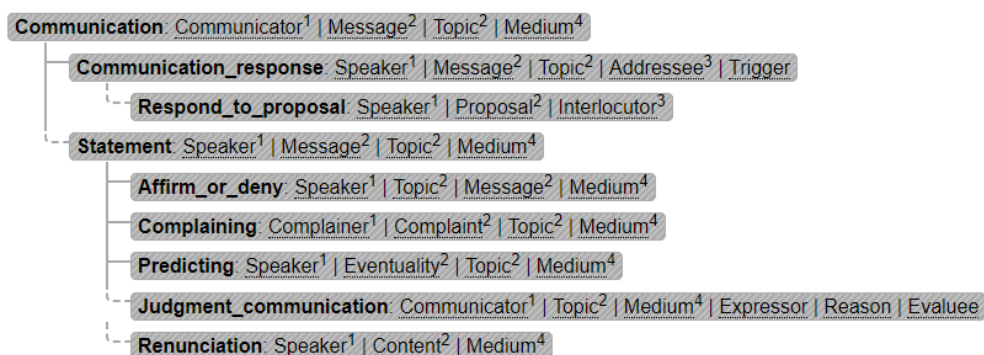 Communication: Communicator¹ | Message² | Topic² | Medium⁴
Communication_response: Speaker¹ | Message² | Topic² | Addressee³ | Trigger
Respond_to_proposal: Speaker¹ | Proposal² | Interlocutor³
Statement: Speaker¹ | Message² | Topic² | Medium⁴
Affirm_or_deny: Speaker¹ | Topic² | Message² | Medium⁴
Complaining: Complainer¹ | Complaint² | Topic² | Medium⁴
Predicting: Speaker¹ | Eventuality² | Topic² | Medium⁴
Judgment_communication: Communicator¹ | Topic² | Medium⁴ | Expressor | Reason | Evaluee
Renunciation: Speaker¹ | Content² | Medium⁴